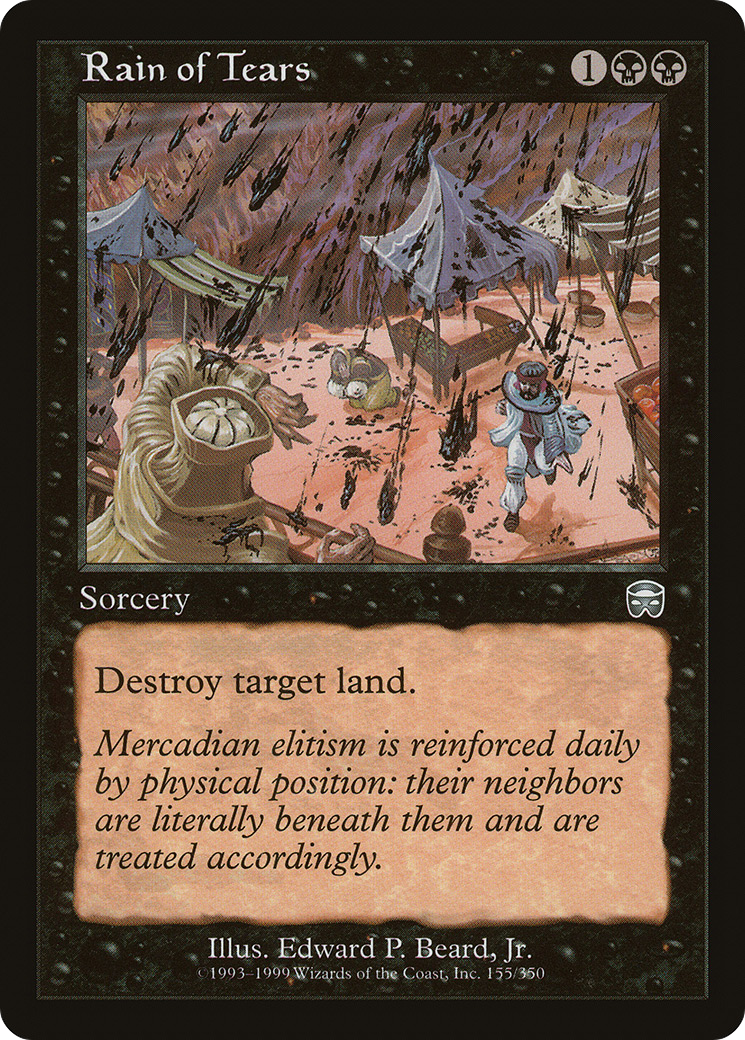 Rain of Tears
1
Sorcery
Destroy target land.
Mercadian elitism is reinforced daily
by physical position: their neighbors
are literally beneath them and are
treated accordingly.
Illus. Edward P. Beard, Jr.
©1993–1999 Wizards of the Coast, Inc. 155/350